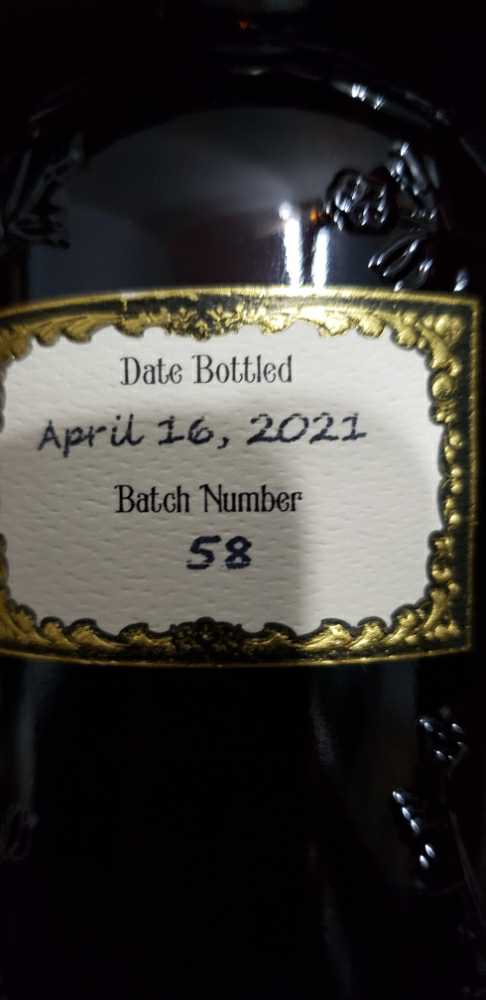 Date Bottled
April 16, 2021
Batch Number
58